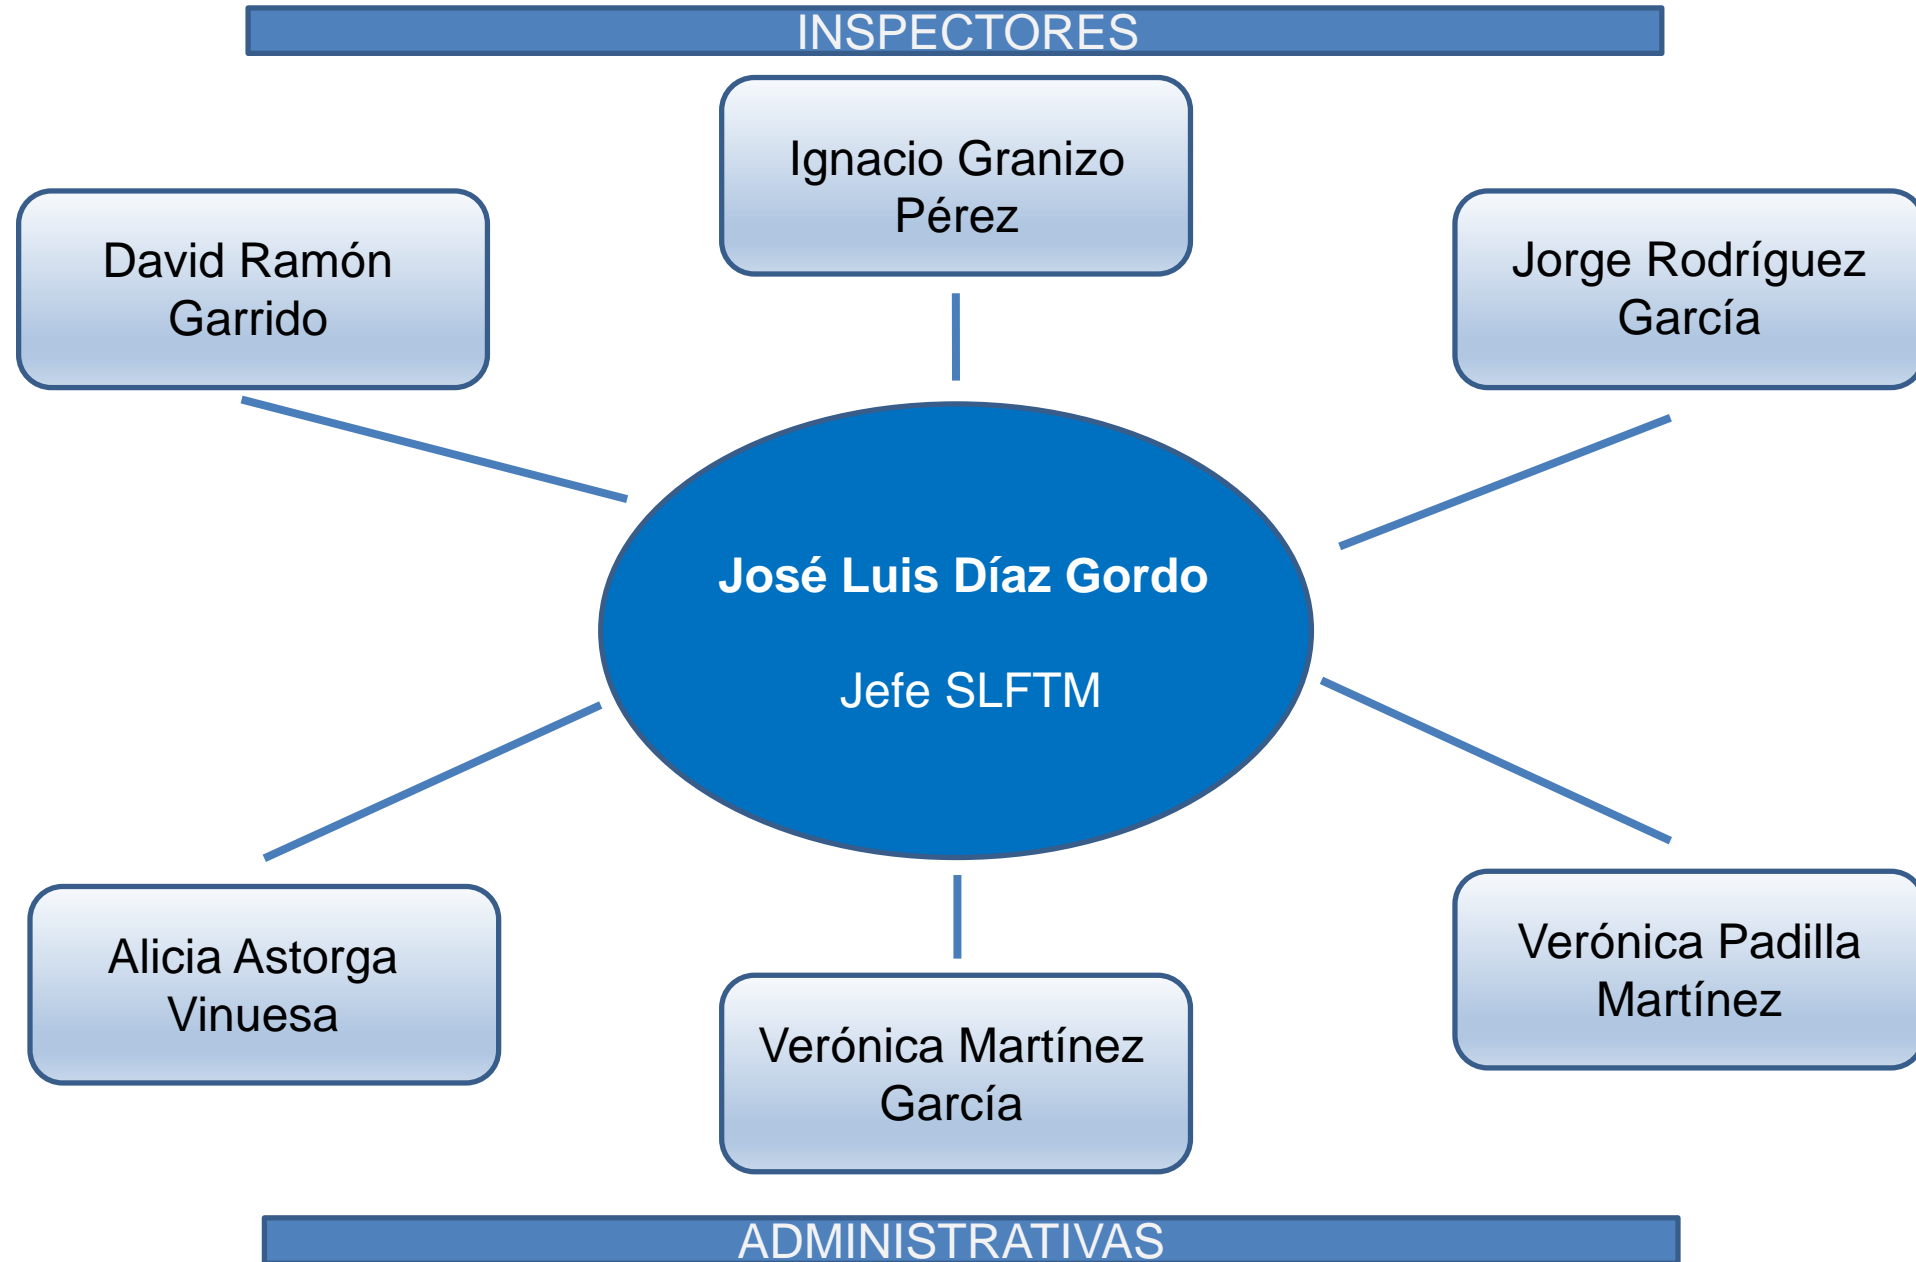 INSPECTORES
Ignacio Granizo
Pérez
David Ramón
Garrido
Jorge Rodríguez
García
José Luis Díaz Gordo
Jefe SLFTM
Alicia Astorga
Vinuesa
Verónica Martínez
García
Verónica Padilla
Martínez
ADMINISTRATIVAS